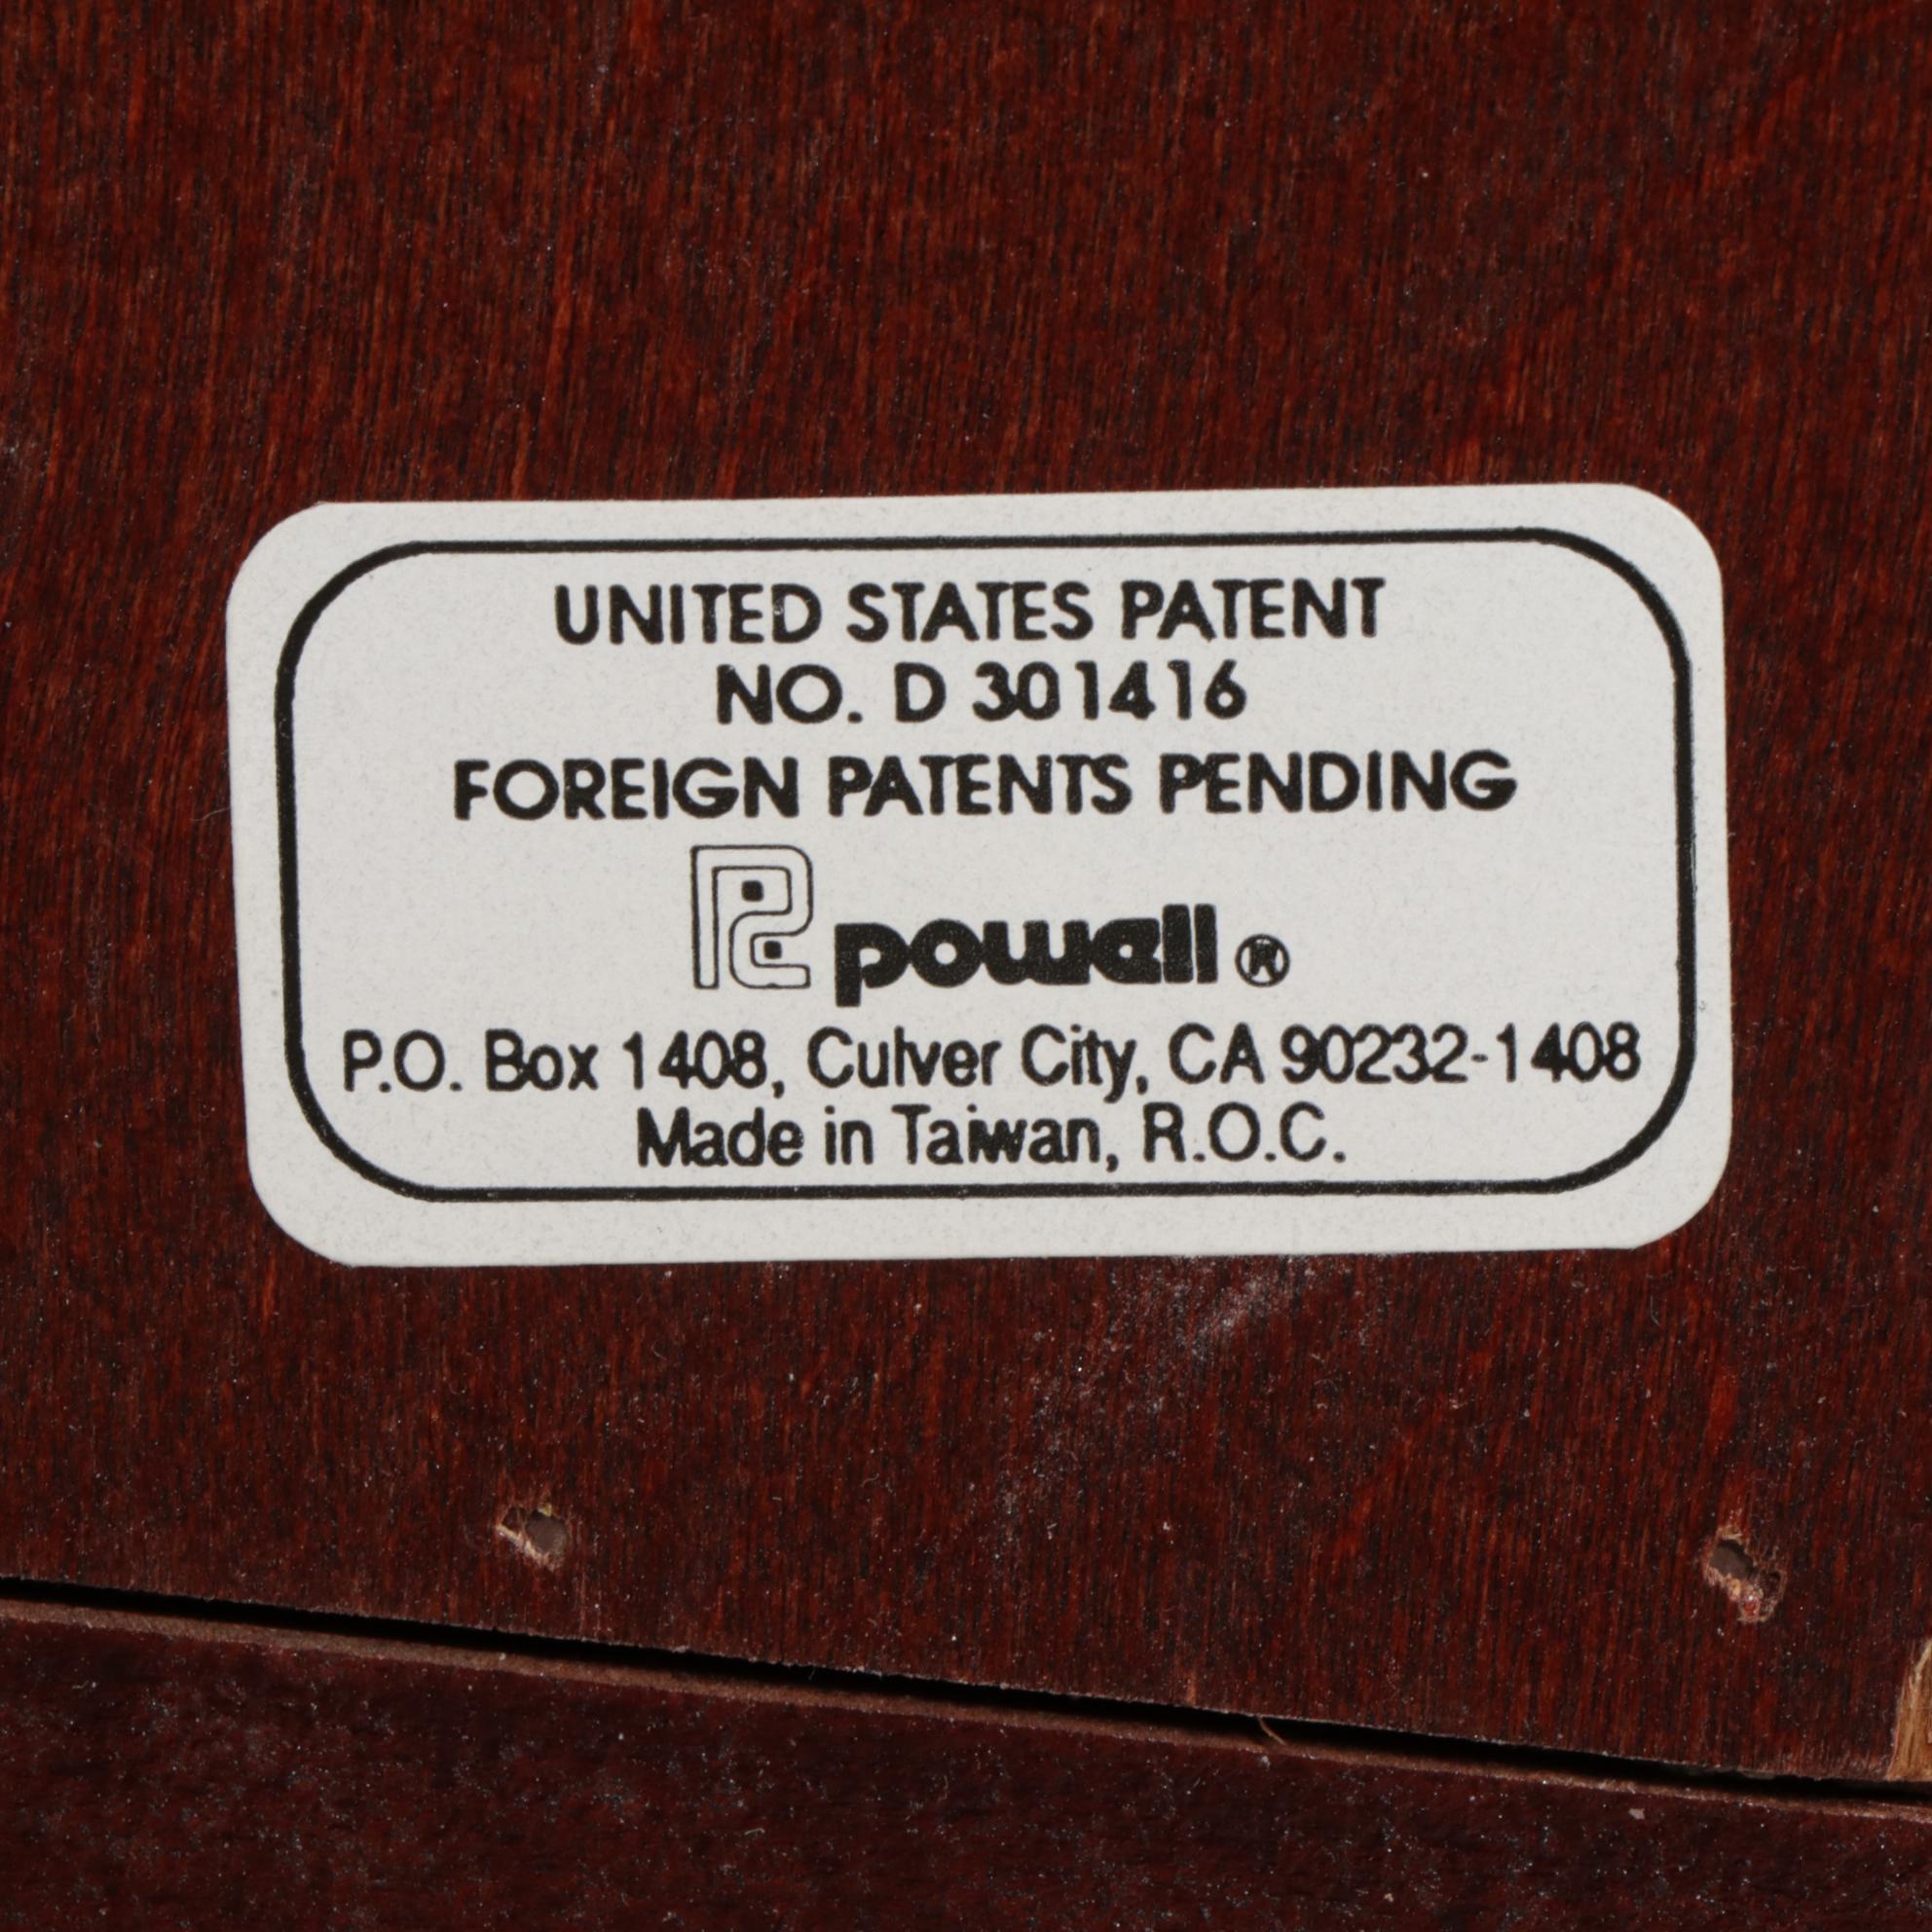 UNITED STATES PATENT
NO. D 301416
FOREIGN PATENTS PENDING
powell ®
P.O. Box 1408, Culver City, CA 90232-1408
Made in Taiwan, R.O.C.